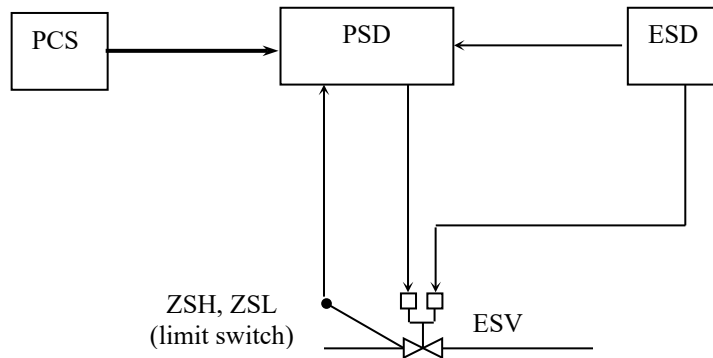 PCS
PSD
ESD
ZSH, ZSL
(limit switch)
ESV